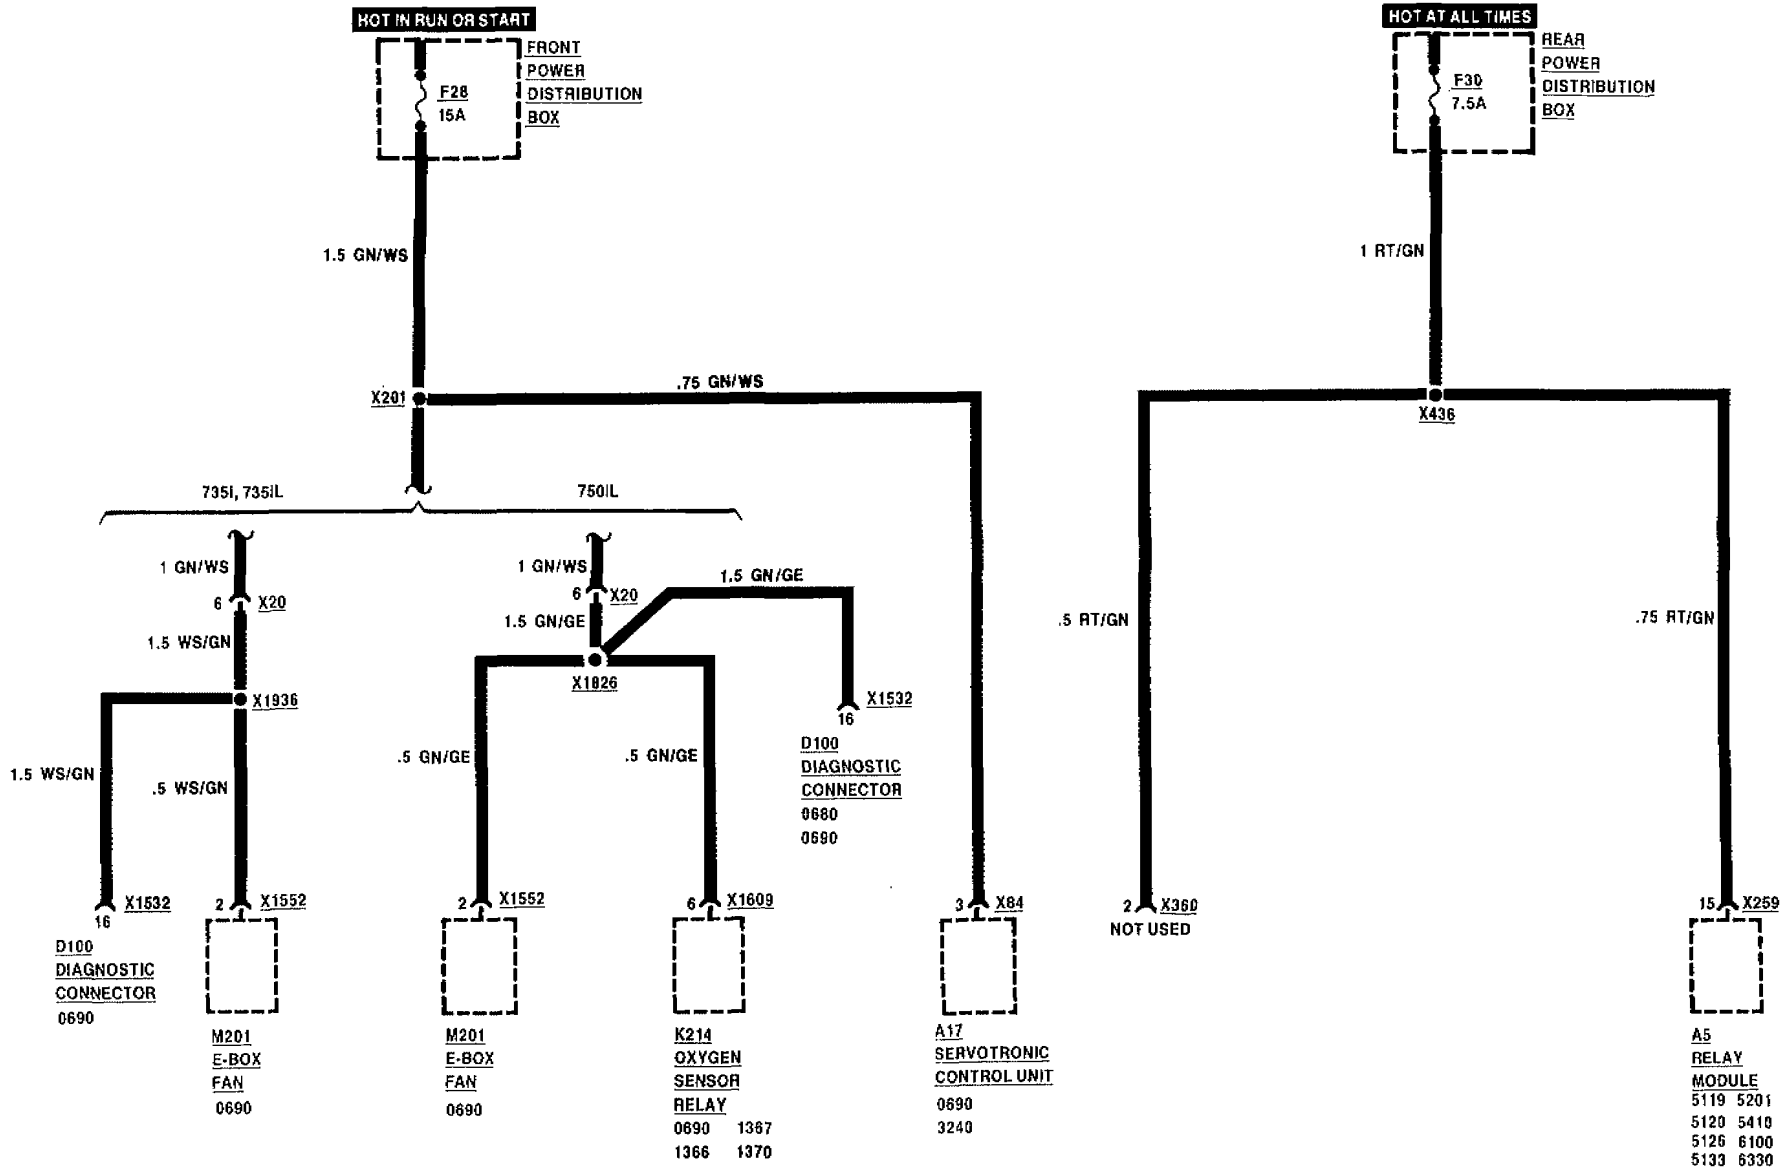 HOT IN RUN OR START
FRONT
POWER
DISTRIBUTION
BOX
F28
15A
1.5 GN/WS
X201
.75 GN/WS
735I, 735IL
750IL
1 GN/WS
6
X20
1.5 WS/GN
X1936
1.5 WS/GN
.5 WS/GN
16
X1532
D100
DIAGNOSTIC
CONNECTOR
0690
2
X1552
M201
E-BOX
FAN
0690
1 GN/WS
6
X20
1.5 GN/GE
1.5 GN/GE
X1826
X1532
16
D100
DIAGNOSTIC
CONNECTOR
0680
0690
.5 GN/GE
.5 GN/GE
2
X1552
M201
E-BOX
FAN
0690
6
X1609
K214
OXYGEN
SENSOR
RELAY
0690 1367
1366 1370
3
X84
A17
SERVOTRONIC
CONTROL UNIT
0690
3240
HOT AT ALL TIMES
REAR
POWER
DISTRIBUTION
BOX
F30
7.5A
1 RT/GN
X436
.5 RT/GN
.75 RT/GN
2
X360
NOT USED
15
X259
A5
RELAY
MODULE
5119 5201
5120 5410
5126 6100
5133 6330